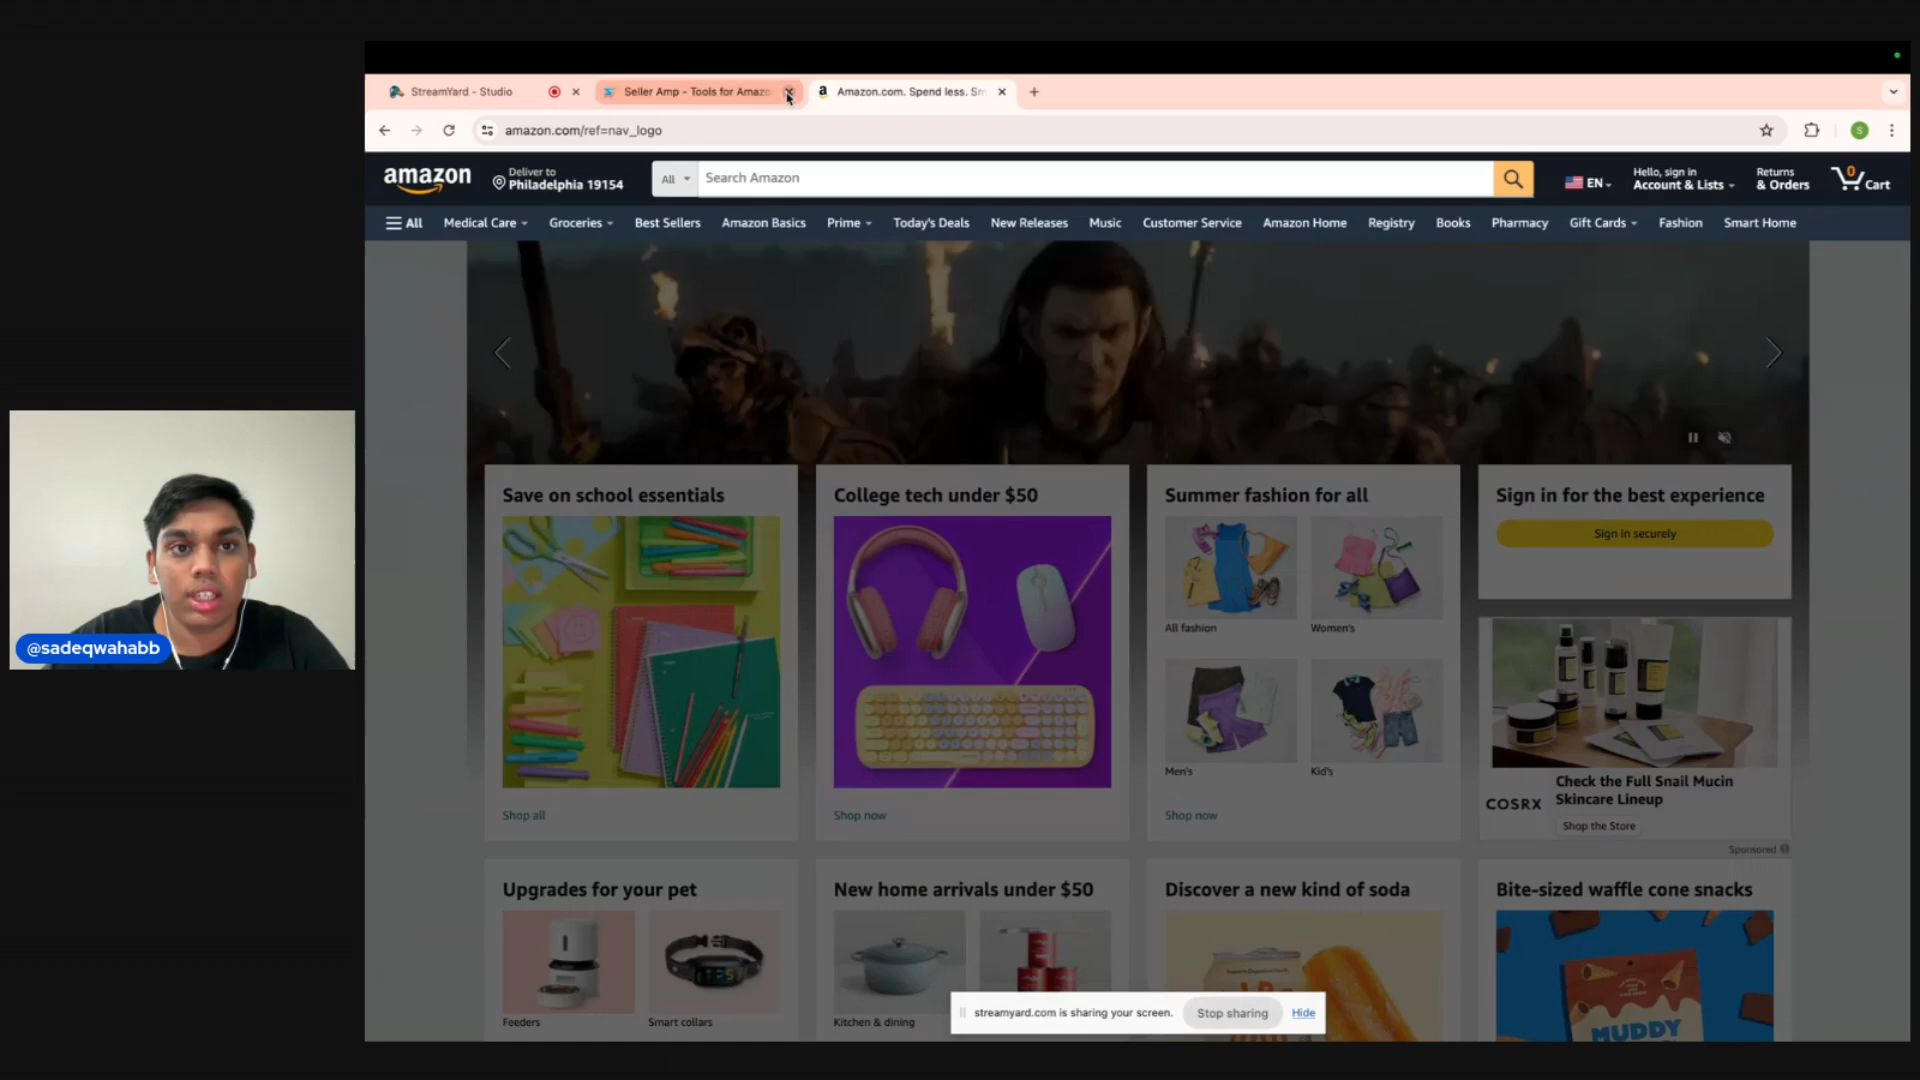 StreamYard - Studio
Seller Amp - Tools for Amazo
Amazon.com. Spend less. Sm
amazon.com/ref=nav_logo
S
amazon
Deliver to
Philadelphia 19154
All
Search Amazon
EN
Hello, sign in
Account & Lists
Returns
& Orders
0
Cart
All
Medical Care
Groceries
Best Sellers
Amazon Basics
Prime
Today's Deals
New Releases
Music
Customer Service
Amazon Home
Registry
Books
Pharmacy
Gift Cards
Fashion
Smart Home
Save on school essentials
Shop all
College tech under $50
Shop now
Summer fashion for all
All fashion
Women's
Men's
Kid's
Shop now
Sign in for the best experience
Sign in securely
COSRX
Check the Full Snail Mucin
Skincare Lineup
Shop the Store
Sponsored
Upgrades for your pet
Feeders
Smart collars
New home arrivals under $50
Kitchen & dining
Discover a new kind of soda
Bite-sized waffle cone snacks
MUDDY
streamyard.com is sharing your screen.
Stop sharing
Hide
@sadeqwahabb